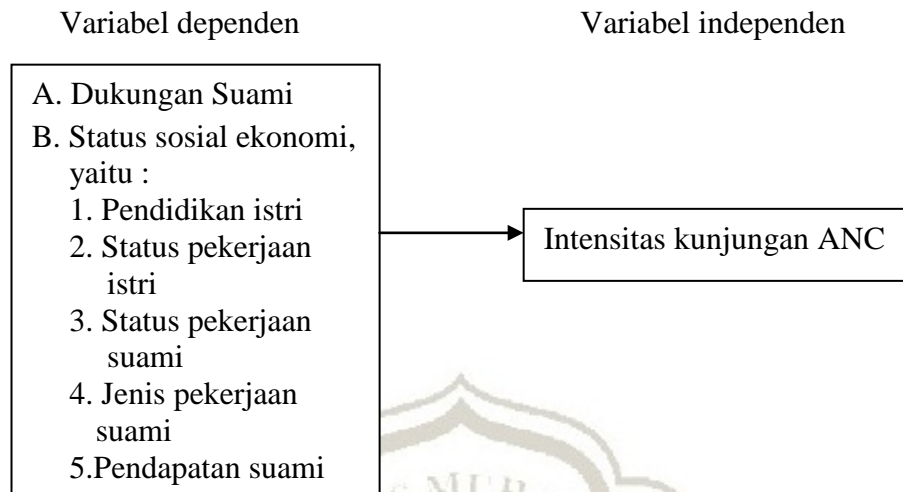 Variabel dependen
Variabel independen
A. Dukungan Suami
B. Status sosial ekonomi,
yaitu :
1. Pendidikan istri
2. Status pekerjaan
istri
3. Status pekerjaan
suami
4. Jenis pekerjaan
suami
5.Pendapatan suami
Intensitas kunjungan ANC